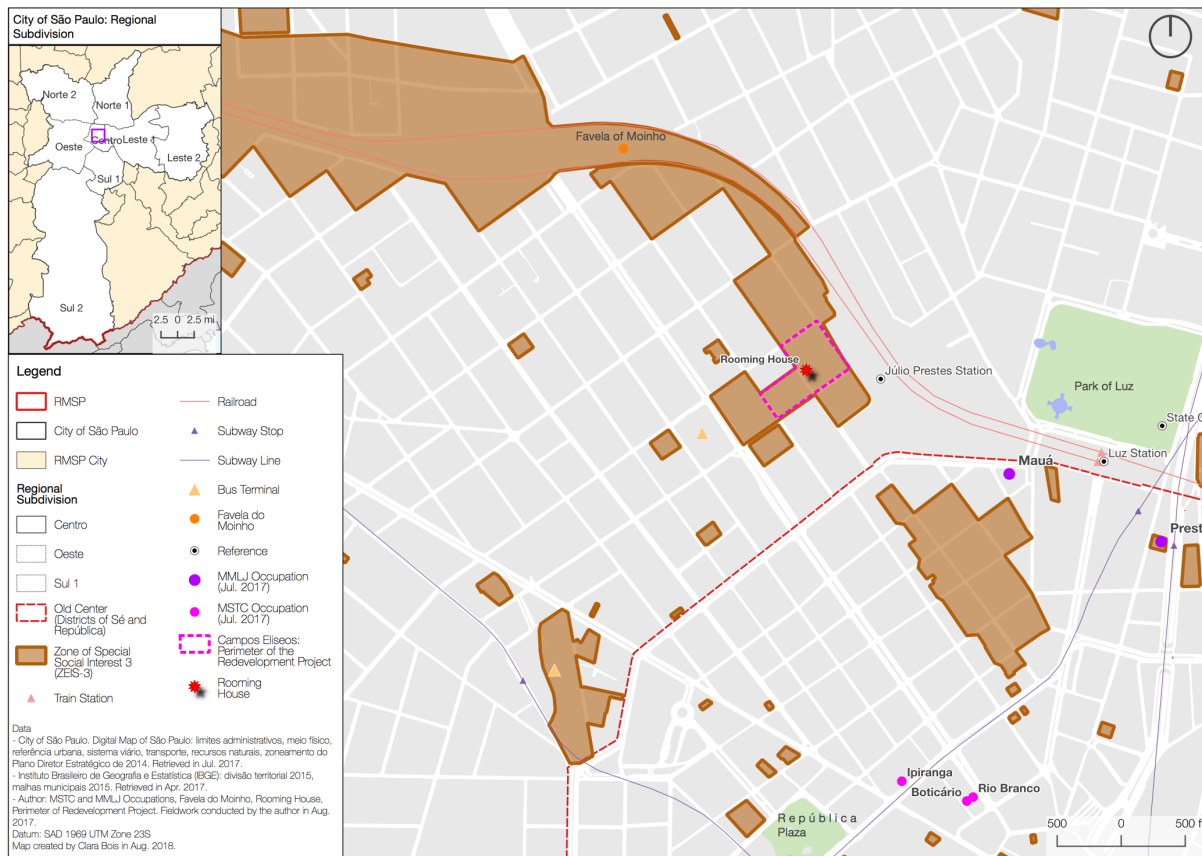 City of São Paulo: Regional
Subdivision
Norte 2
Norte 1
Oeste
Centro
Leste 1
Leste 2
Sul 1
Sul 2
2.5 0 2.5 mi
Legend
RMSP
City of São Paulo
RMSP City
Regional
Subdivision
Centro
Oeste
Sul 1
Old Center
(Districts of Sé and
República)
Zone of Special
Social Interest 3
(ZEIS-3)
Train Station
Railroad
Subway Stop
Subway Line
Bus Terminal
Favela do
Moinho
Reference
MMLJ Occupation
(Jul. 2017)
MSTC Occupation
(Jul. 2017)
Campos Eliseos:
Perimeter of the
Redevelopment Project
Rooming
House
Data
- City of São Paulo. Digital Map of São Paulo: limites administrativos, meio físico,
referência urbana, sistema viário, transporte, recursos naturais, zoneamento do
Plano Diretor Estratégico de 2014. Retrieved in Jul. 2017.
- Instituto Brasileiro de Geografia e Estatística (IBGE): divisão territorial 2015,
malhas municipais 2015. Retrieved in Apr. 2017.
- Author: MSTC and MMLJ Occupations, Favela do Moinho, Rooming House,
Perimeter of Redevelopment Project. Fieldwork conducted by the author in Aug.
2017.
Datum: SAD 1969 UTM Zone 23S
Map created by Clara Bois in Aug. 2018.
Favela of Moinho
Rooming House
Júlio Prestes Station
Park of Luz
State
Luz Station
Mauá
Prest
Ipiranga
Boticário
Rio Branco
República
Plaza
500 0 500 f